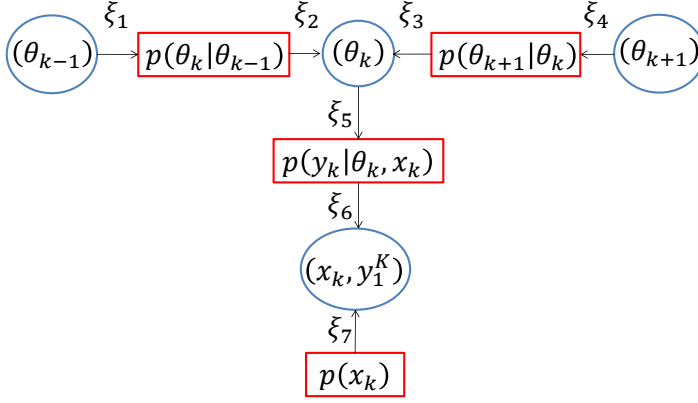 ξ₁ ξ₂ ξ₃ ξ₄
(θₖ₋₁) p(θₖ|θₖ₋₁) (θₖ) p(θₖ₊₁|θₖ) (θₖ₊₁)
ξ₅
p(yₖ|θₖ, xₖ)
ξ₆
(xₖ, y₁ᴷ)
ξ₇
p(xₖ)